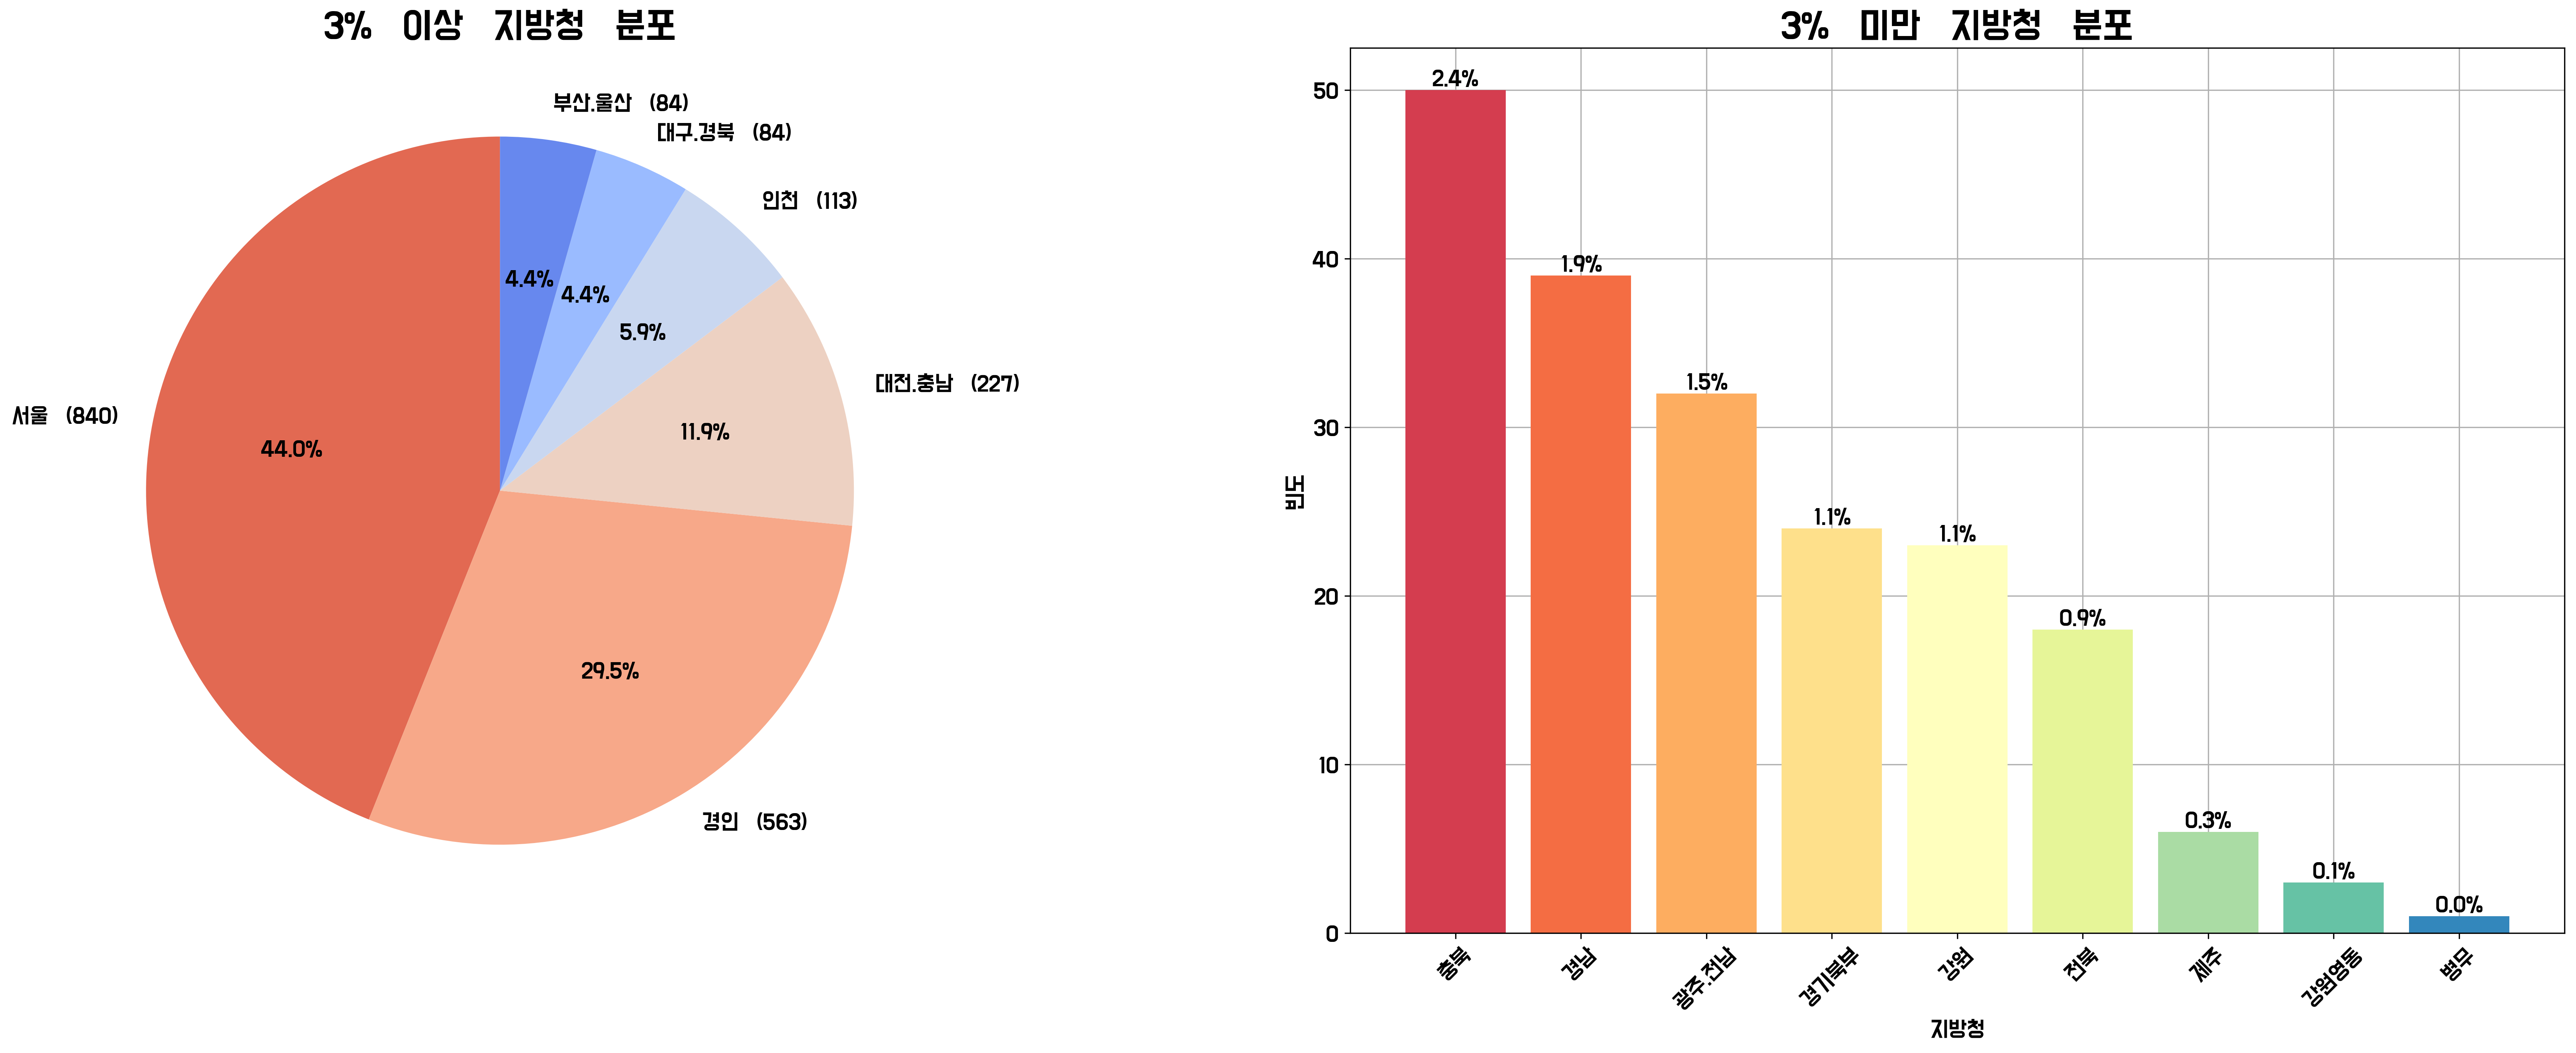 3% 이상 지방청 분포
부산.울산 (84)
대구.경북 (84)
인천 (113)
대전.충남 (227)
경인 (563)
서울 (840)
4.4%
4.4%
5.9%
11.9%
29.5%
44.0%
3% 미만 지방청 분포
빈도
50
40
30
20
10
0
2.4%
1.9%
1.5%
1.1%
1.1%
0.9%
0.3%
0.1%
0.0%
충북
경남
광주.전남
경기북부
강원
전북
제주
강원영동
병무
지방청